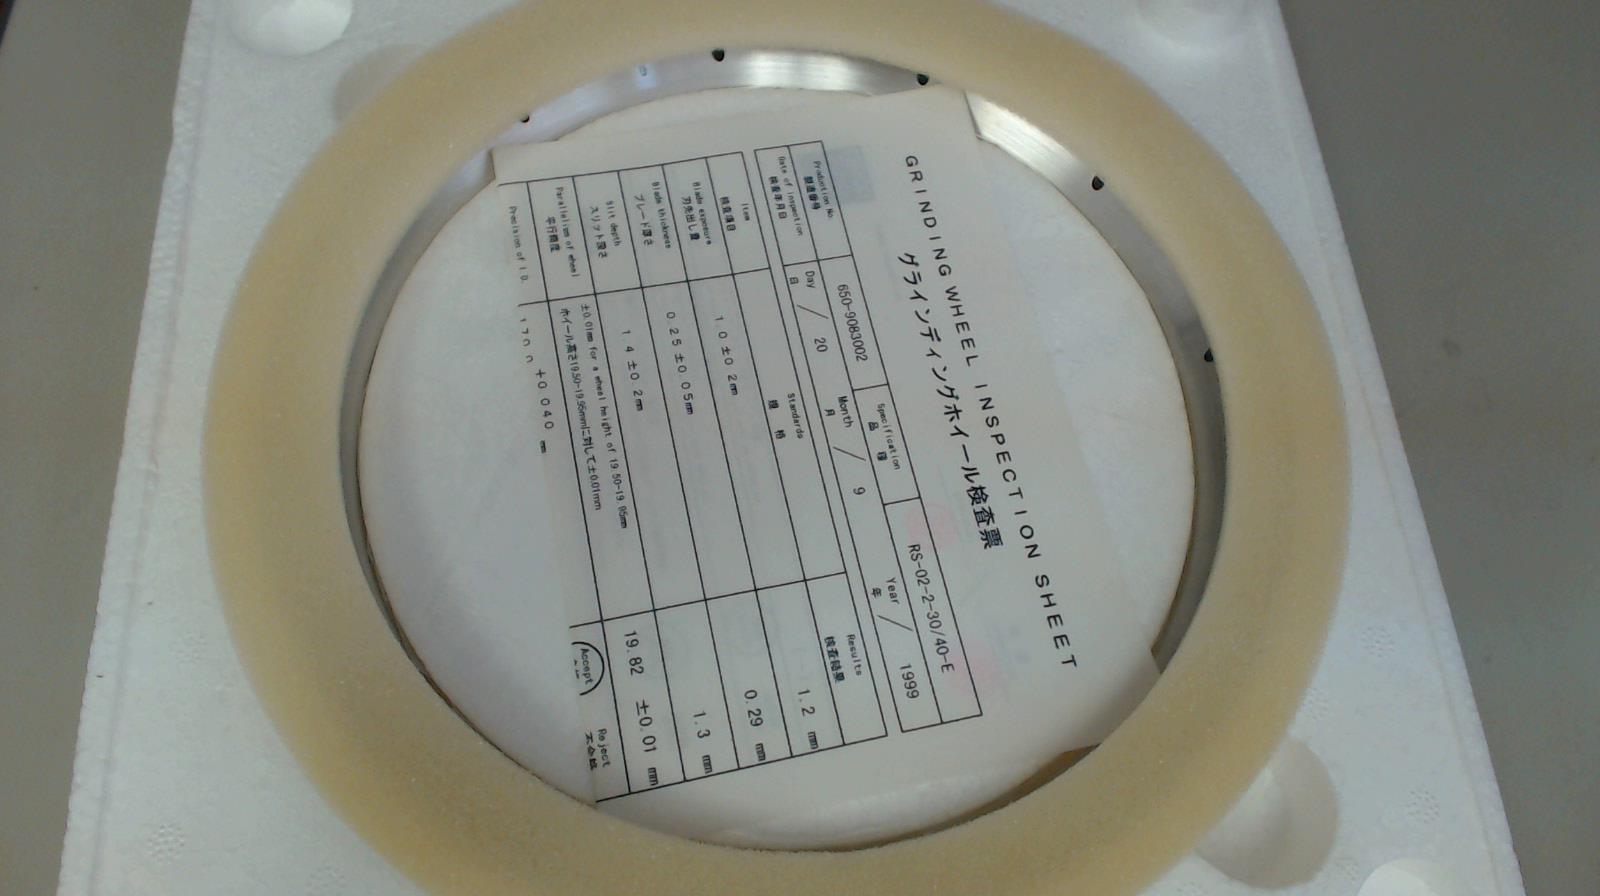 GRINDING WHEEL INSPECTION SHEET
グラインディングホイール検査票
Production No. 650-9083002 Specification RS-02-2-30/40-E
製造番号 品種
Date of inspection Day / 20 Month / 9 Year / 1999
検査年月日 日 月 年
Item Standards Results
検査項目 規格 検査結果
Blade exposure 1.0 ±0.2mm 1.2 mm
刃先出し量
Blade thickness 0.25 ±0.05mm 0.29 mm
ブレード厚さ
Slit depth 1.4 ±0.2mm 1.3 mm
スリット深さ
Parallelism of wheel ±0.01mm for a wheel height of 19.50-19.95mm 19.82 ±0.01 mm
平行精度 ホイール高さ19.50-19.95mmに対して±0.01mm
Precision of I.D. +0.040 mm Accept Reject
不合格